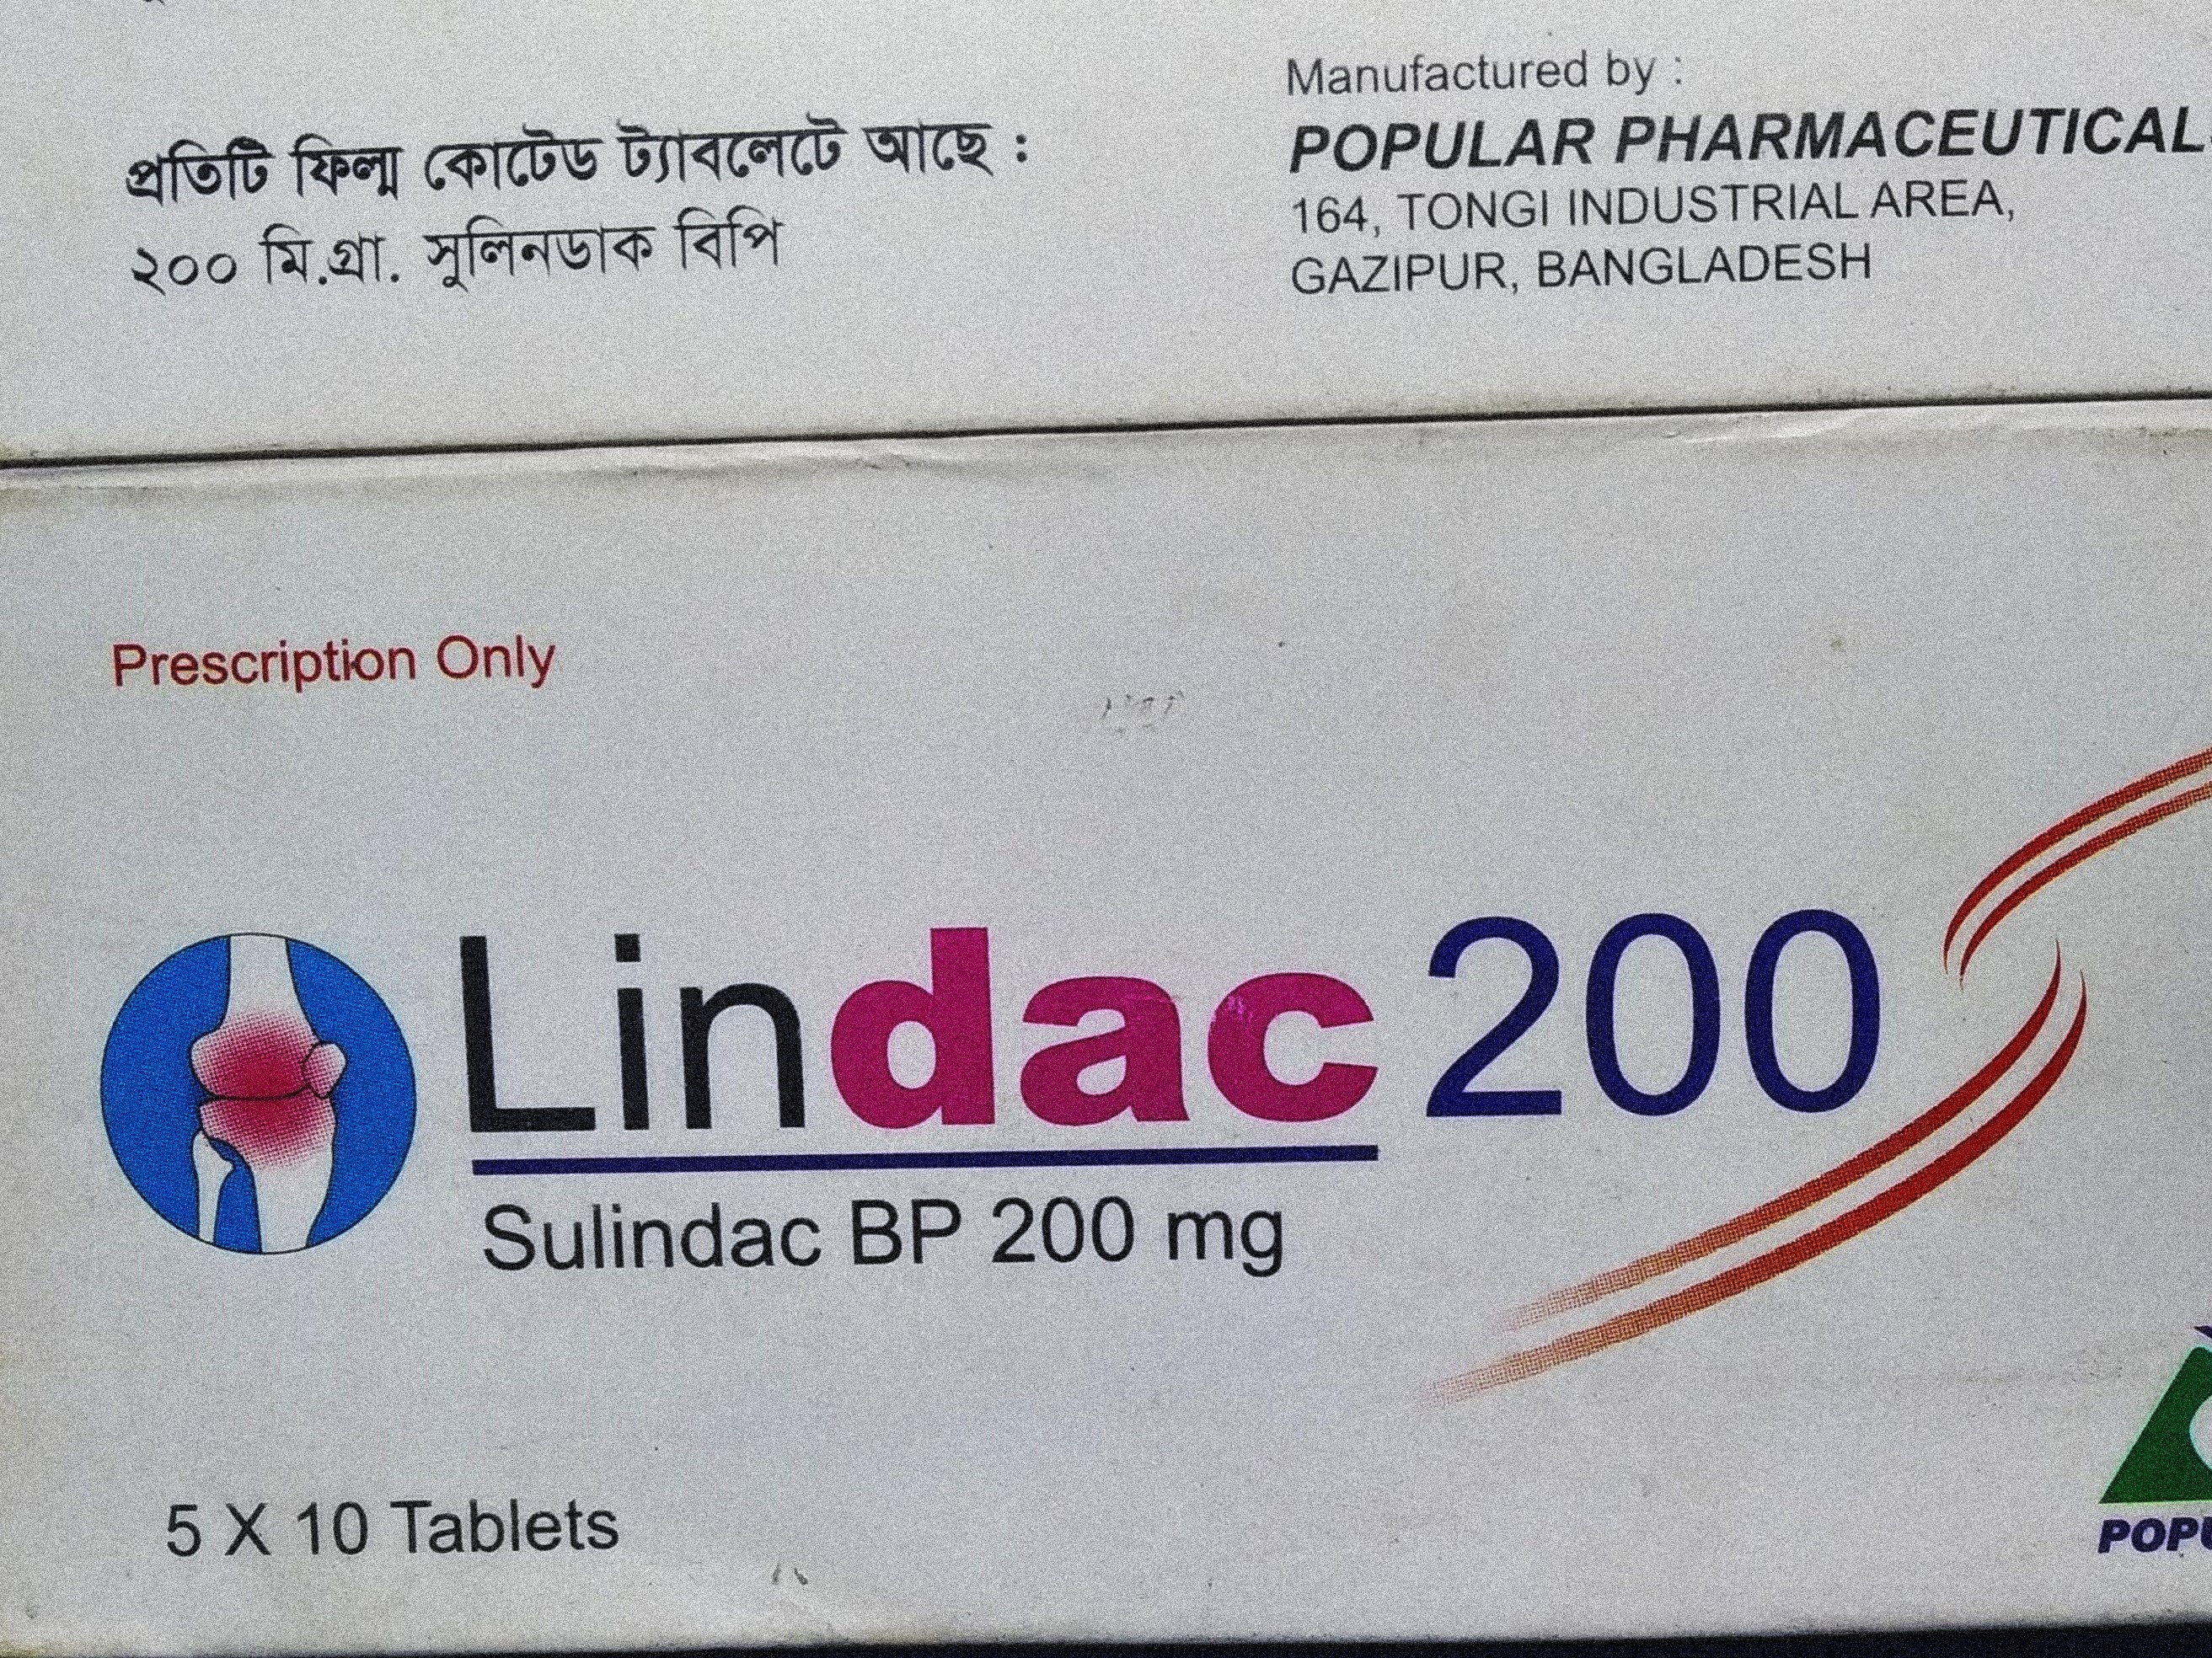 প্রতিটি ফিল্ম কোটেড ট্যাবলেটে আছে :
২০০ মি.গ্রা. সুলিনডাক বিপি
Manufactured by :
POPULAR PHARMACEUTICAL
164, TONGI INDUSTRIAL AREA,
GAZIPUR, BANGLADESH
Prescription Only
Lindac 200
Sulindac BP 200 mg
5 X 10 Tablets